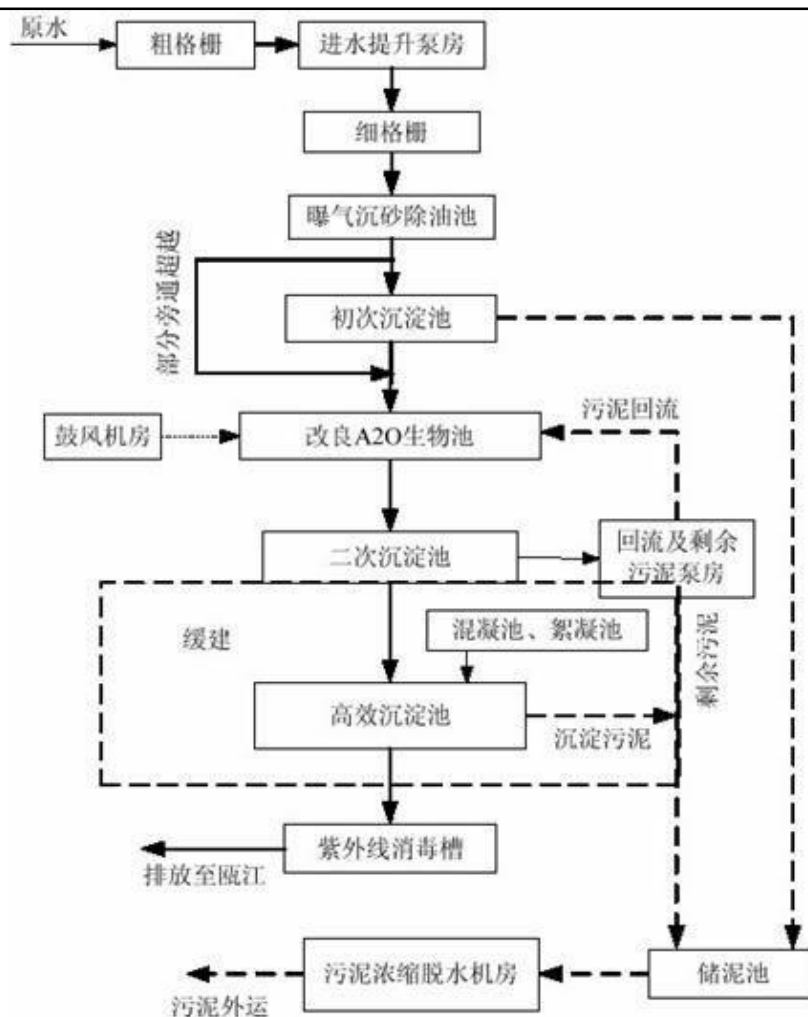 原水
粗格栅
进水提升泵房
细格栅
曝气沉砂除油池
部分旁通超越
初次沉淀池
污泥回流
鼓风机房
改良A2O生物池
二次沉淀池
回流及剩余
污泥泵房
缓建
混凝池、絮凝池
剩余污泥
高效沉淀池
沉淀污泥
紫外线消毒槽
排放至瓯江
污泥浓缩脱水机房
储泥池
污泥外运